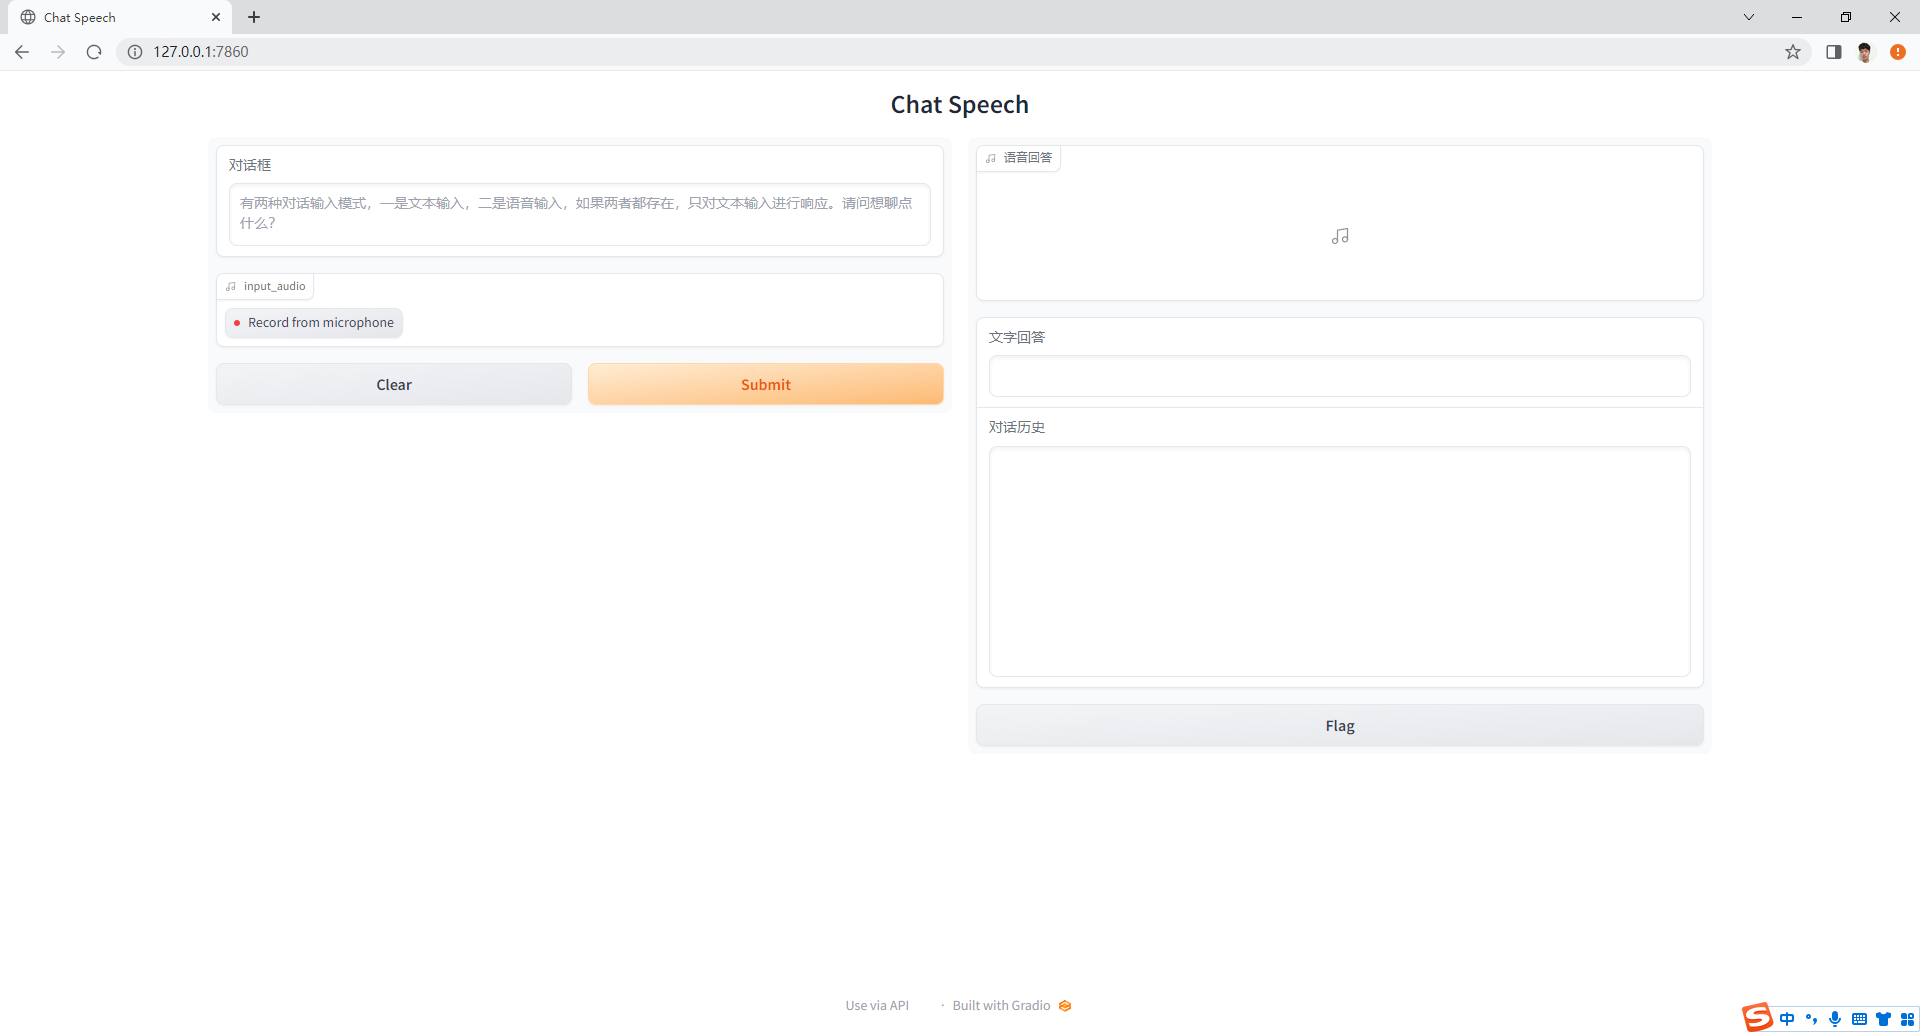 Chat Speech
127.0.0.1:7860
Chat Speech
对话框
有两种对话输入模式，一是文本输入，二是语音输入，如果两者都存在，只对文本输入进行响应。请问想聊点
什么？
input_audio
Record from microphone
Clear
Submit
语音回答
文字回答
对话历史
Flag
Use via API
· Built with Gradio
中